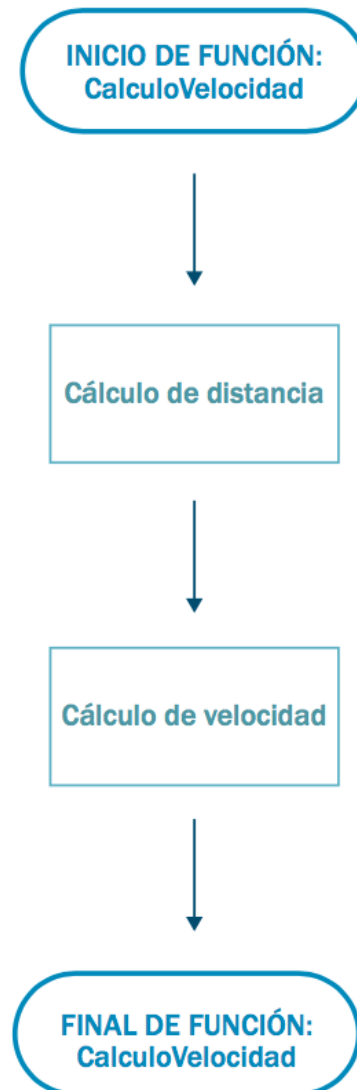 INICIO DE FUNCIÓN:
CalculoVelocidad
Cálculo de distancia
Cálculo de velocidad
FINAL DE FUNCIÓN:
CalculoVelocidad